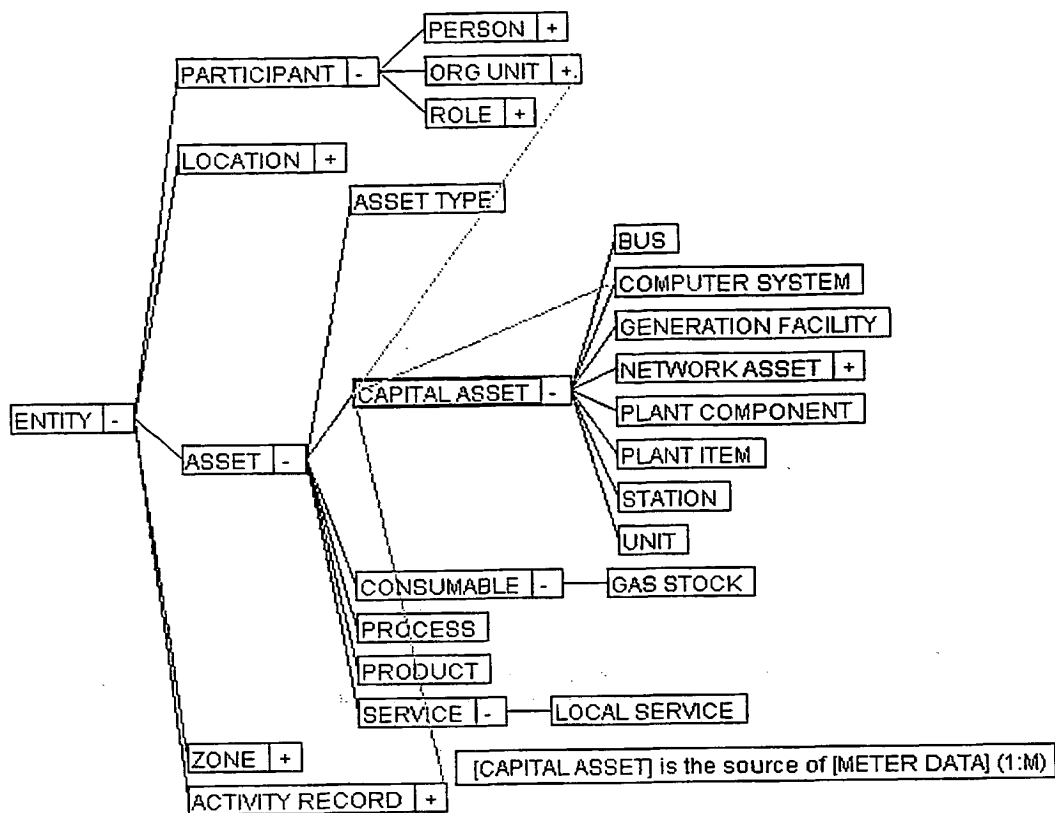 PERSON +
PARTICIPANT - ORG UNIT +
ROLE +
LOCATION +
ASSET TYPE
BUS
COMPUTER SYSTEM
GENERATION FACILITY
NETWORK ASSET +
CAPITAL ASSET -
PLANT COMPONENT
ENTITY -
PLANT ITEM
ASSET -
STATION
UNIT
CONSUMABLE - GAS STOCK
PROCESS
PRODUCT
SERVICE - LOCAL SERVICE
ZONE +
[CAPITAL ASSET] is the source of [METER DATA] (1:M)
ACTIVITY RECORD +